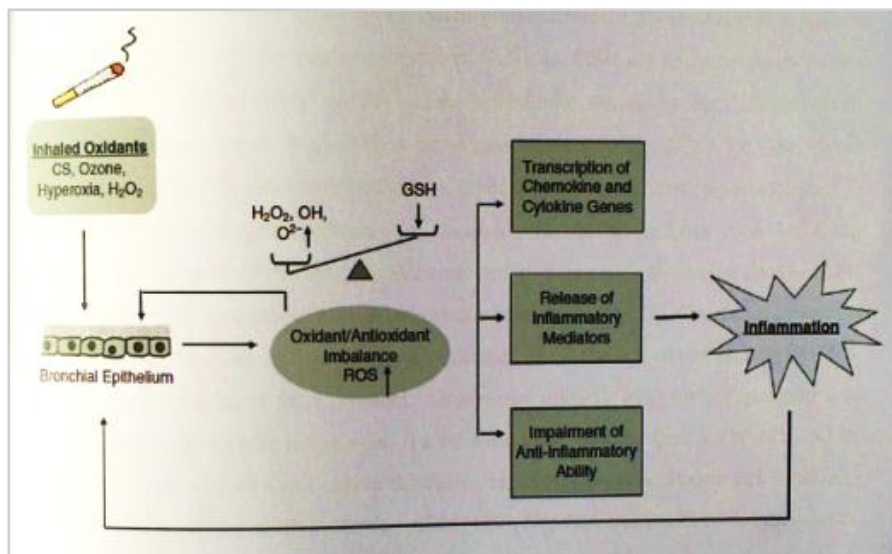 Inhaled Oxidants
CS, Ozone,
Hyperoxia, H₂O₂
H₂O₂, OH,
O²⁻
GSH
Bronchial Epithelium
Oxidant/Antioxidant
Imbalance
ROS
Transcription of
Chemokine and
Cytokine Genes
Release of
Inflammatory
Mediators
Impairment of
Anti-Inflammatory
Ability
Inflammation